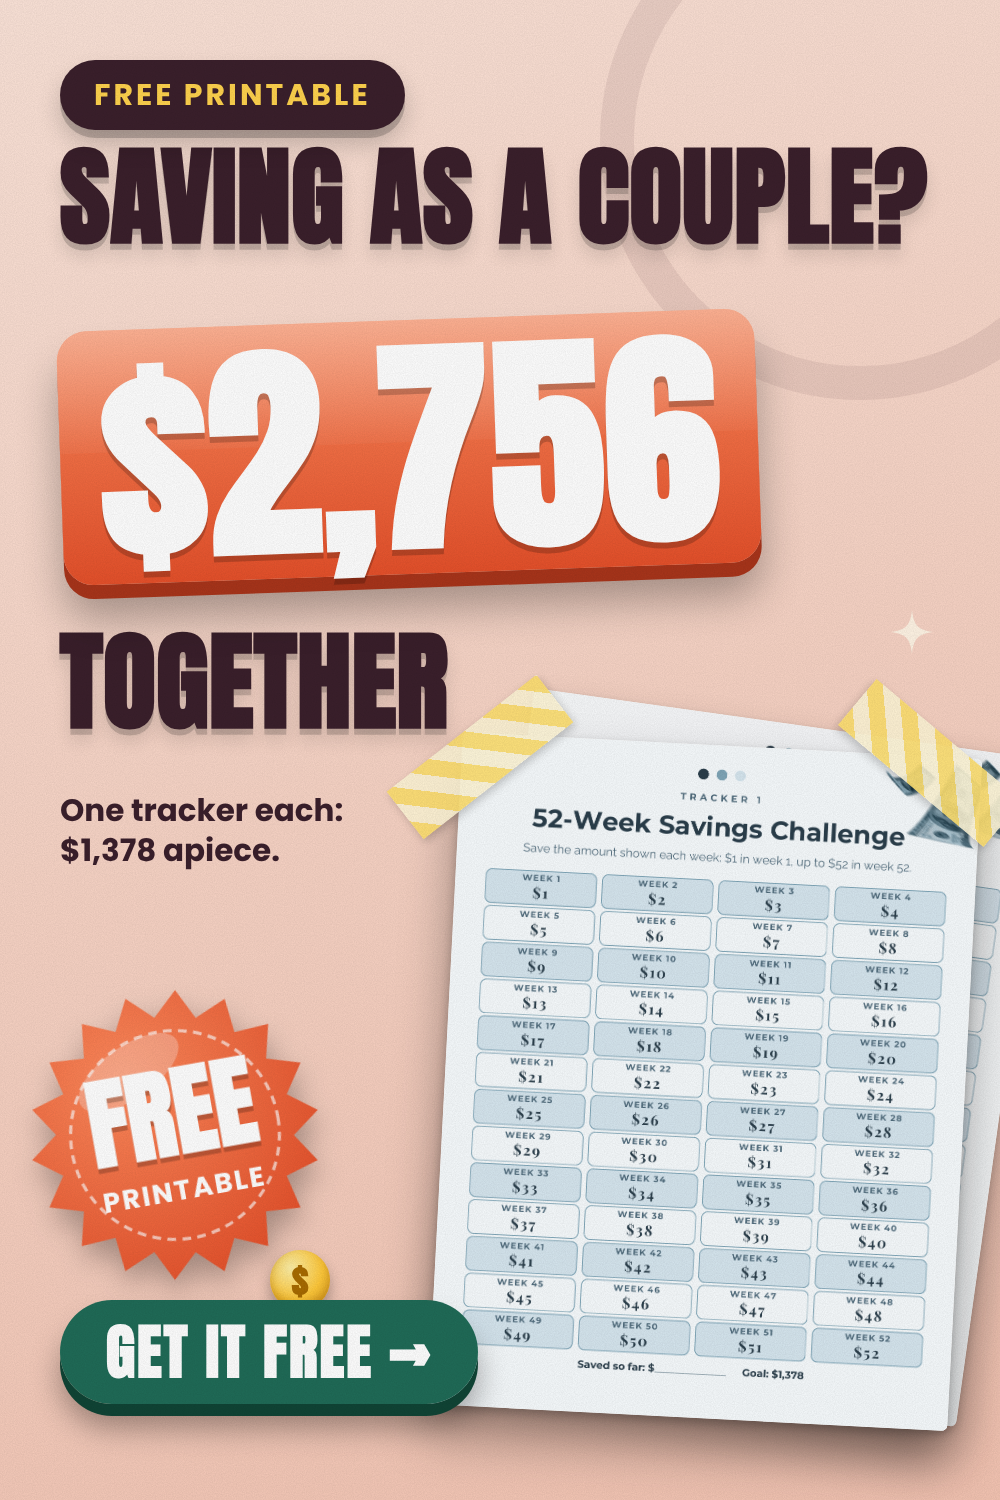 FREE PRINTABLE
SAVING AS A COUPLE?
$2,756
TOGETHER
One tracker each:
$1,378 apiece.
TRACKER 1
52-Week Savings Challenge
Save the amount shown each week: $1 in week 1, up to $52 in week 52.
WEEK 1 WEEK 2 WEEK 3 WEEK 4
$1 $2 $3 $4
WEEK 5 WEEK 6 WEEK 7 WEEK 8
$5 $6 $7 $8
WEEK 9 WEEK 10 WEEK 11 WEEK 12
$9 $10 $11 $12
WEEK 13 WEEK 14 WEEK 15 WEEK 16
$13 $14 $15 $16
WEEK 17 WEEK 18 WEEK 19 WEEK 20
$17 $18 $19 $20
WEEK 21 WEEK 22 WEEK 23 WEEK 24
$21 $22 $23 $24
WEEK 25 WEEK 26 WEEK 27 WEEK 28
$25 $26 $27 $28
WEEK 29 WEEK 30 WEEK 31 WEEK 32
$29 $30 $31 $32
WEEK 33 WEEK 34 WEEK 35 WEEK 36
$33 $34 $35 $36
WEEK 37 WEEK 38 WEEK 39 WEEK 40
$37 $38 $39 $40
WEEK 41 WEEK 42 WEEK 43 WEEK 44
$41 $42 $43 $44
WEEK 45 WEEK 46 WEEK 47 WEEK 48
$45 $46 $47 $48
WEEK 49 WEEK 50 WEEK 51 WEEK 52
$49 $50 $51 $52
Saved so far: $____________ Goal: $1,378
FREE
PRINTABLE
$
GET IT FREE →